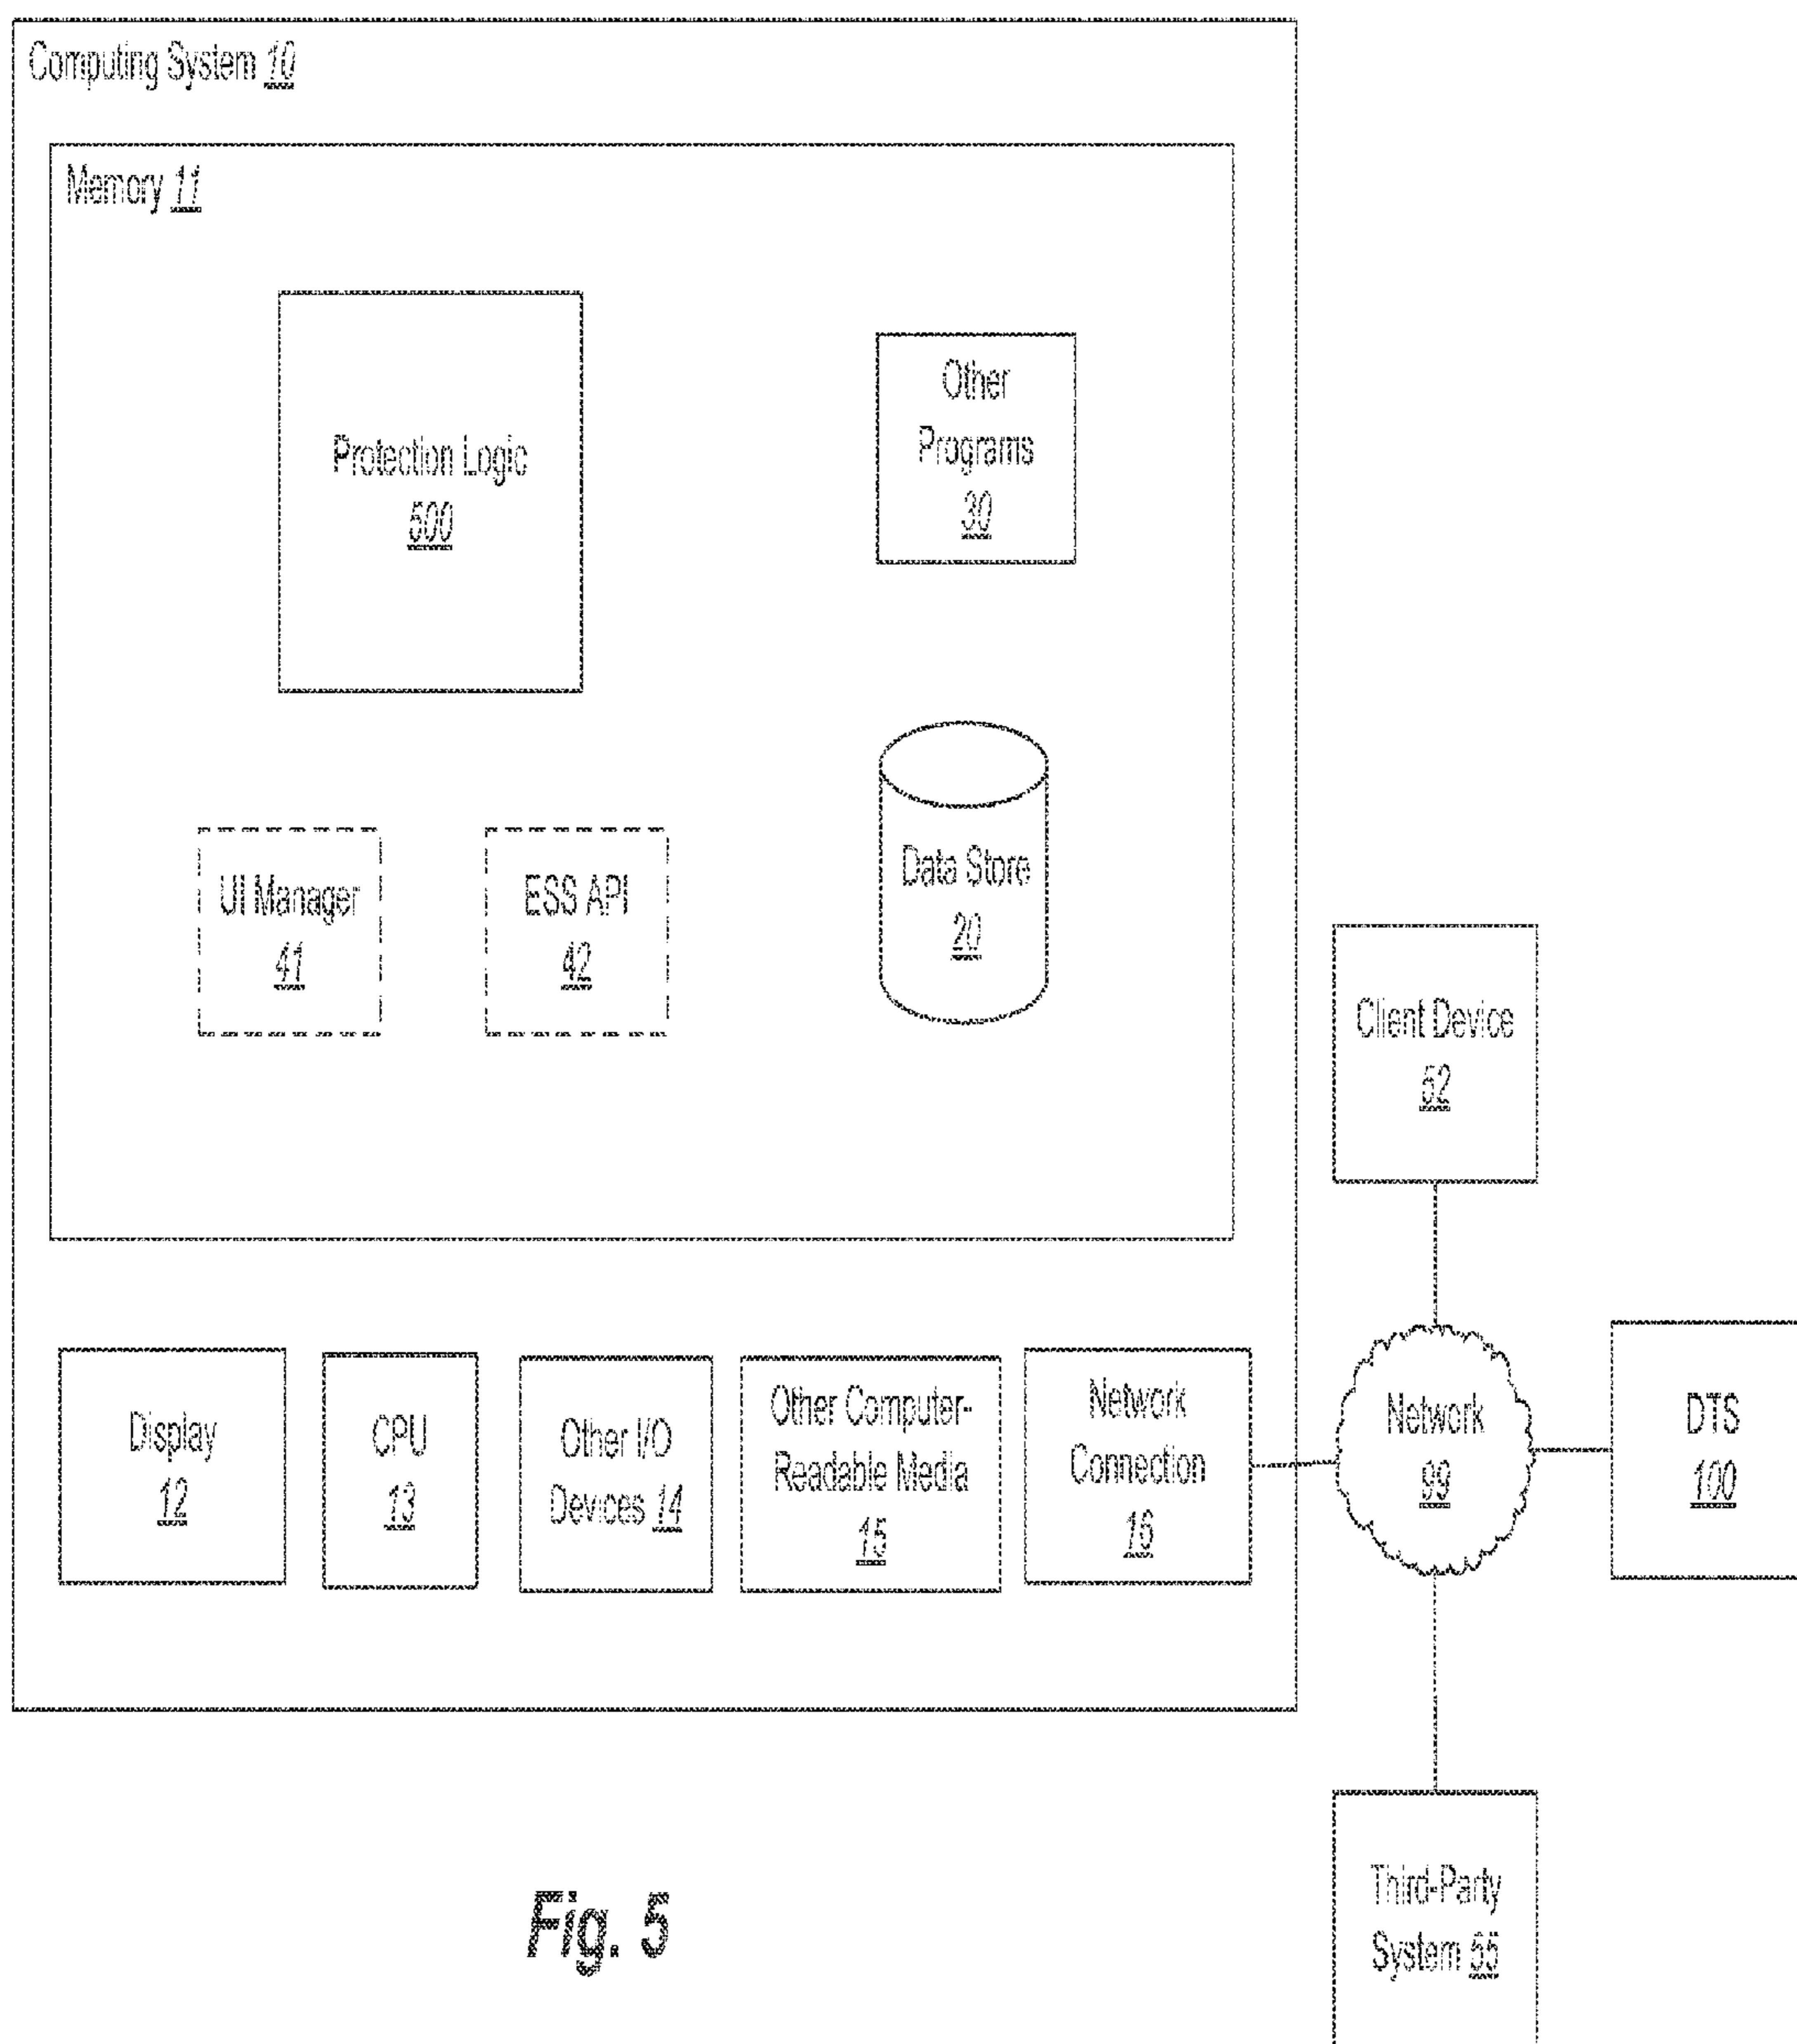 Computing System 10
Memory 11
Protection Logic
500
Other
Programs
30
UI Manager
41
ESS API
42
Data Store
20
Client Device
52
Display
12
CPU
13
Other I/O
Devices 14
Other Computer-
Readable Media
15
Network
Connection
16
Network
99
DTS
100
Third-Party
System 55
Fig. 5